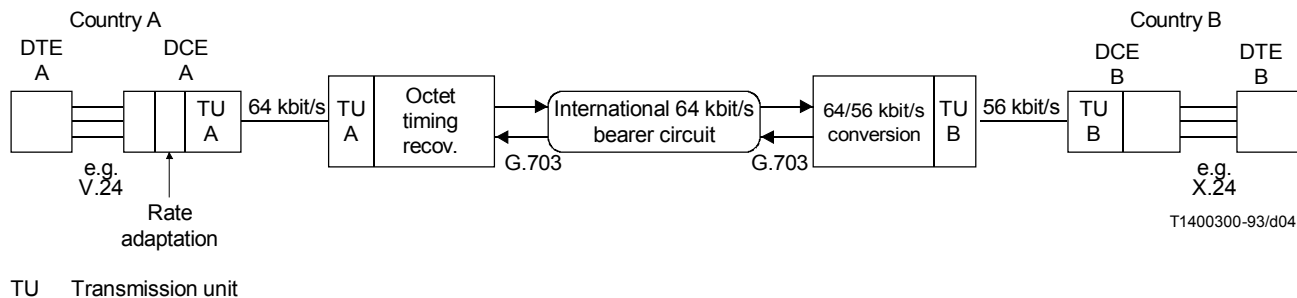 Country A
Country B
DTE
A
DCE
A
DCE
B
DTE
B
TU
A
64 kbit/s
TU
A
Octet
timing
recov.
International 64 kbit/s
bearer circuit
64/56 kbit/s
conversion
TU
B
56 kbit/s
TU
B
G.703
G.703
e.g.
V.24
e.g.
X.24
Rate
adaptation
T1400300-93/d04
TU Transmission unit